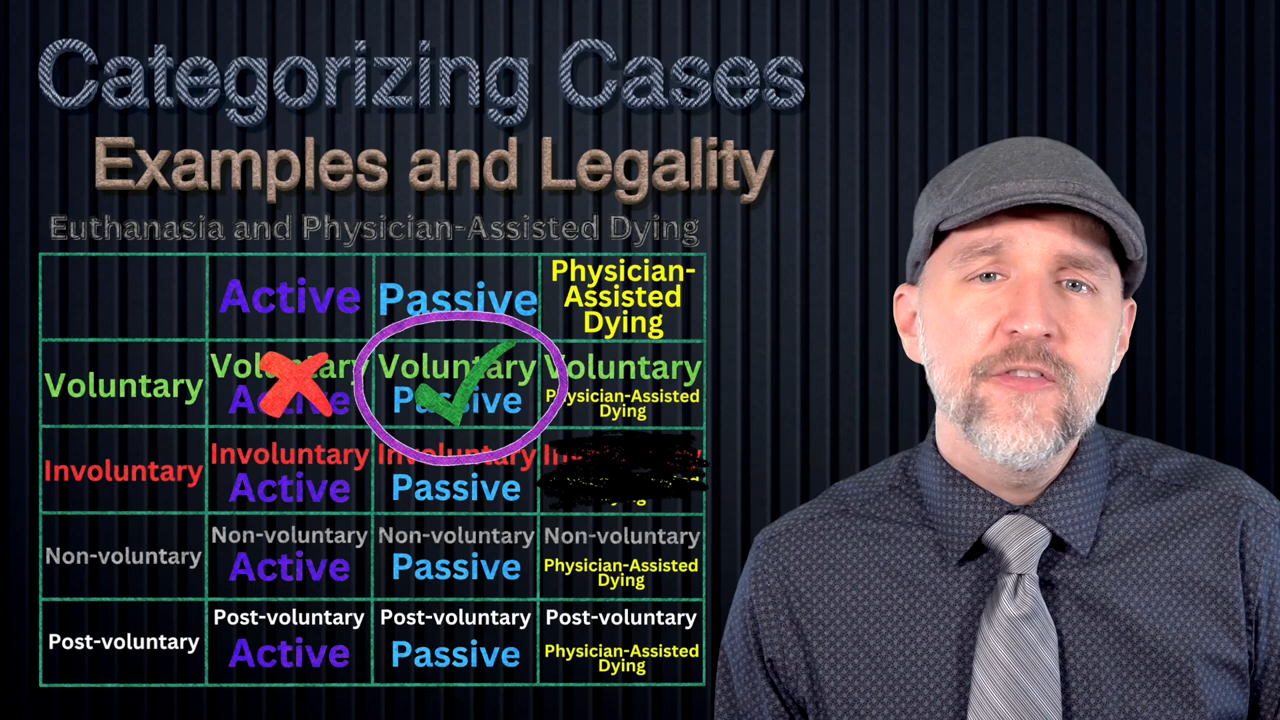 Categorizing Cases
Examples and Legality
Euthanasia and Physician-Assisted Dying
Active
Passive
Physician-
Assisted
Dying
Voluntary
Voluntary
Active
Voluntary
Passive
Voluntary
Physician-Assisted
Dying
Involuntary
Involuntary
Active
Involuntary
Passive
Non-voluntary
Non-voluntary
Active
Non-voluntary
Passive
Non-voluntary
Physician-Assisted
Dying
Post-voluntary
Post-voluntary
Active
Post-voluntary
Passive
Post-voluntary
Physician-Assisted
Dying